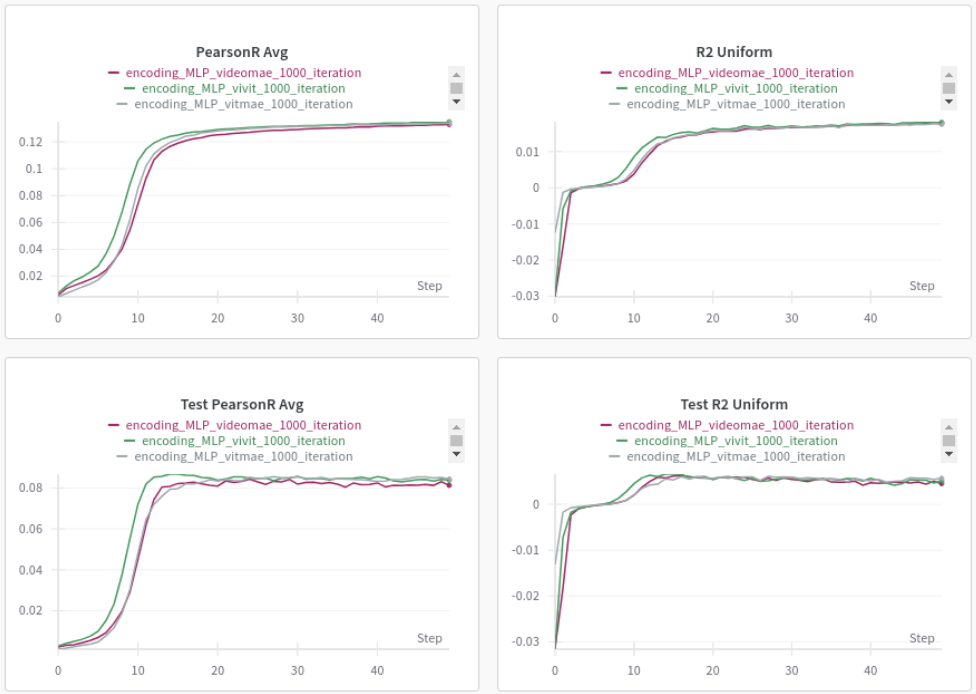 PearsonR Avg
encoding_MLP_videomae_1000_iteration
encoding_MLP_vivit_1000_iteration
encoding_MLP_vitmae_1000_iteration
0.12
0.1
0.08
0.06
0.04
0.02
Step
0 10 20 30 40
R2 Uniform
encoding_MLP_videomae_1000_iteration
encoding_MLP_vivit_1000_iteration
encoding_MLP_vitmae_1000_iteration
0.01
0
-0.01
-0.02
-0.03
Step
0 10 20 30 40
Test PearsonR Avg
encoding_MLP_videomae_1000_iteration
encoding_MLP_vivit_1000_iteration
encoding_MLP_vitmae_1000_iteration
0.08
0.06
0.04
0.02
Step
0 10 20 30 40
Test R2 Uniform
encoding_MLP_videomae_1000_iteration
encoding_MLP_vivit_1000_iteration
encoding_MLP_vitmae_1000_iteration
0
-0.01
-0.02
-0.03
Step
0 10 20 30 40